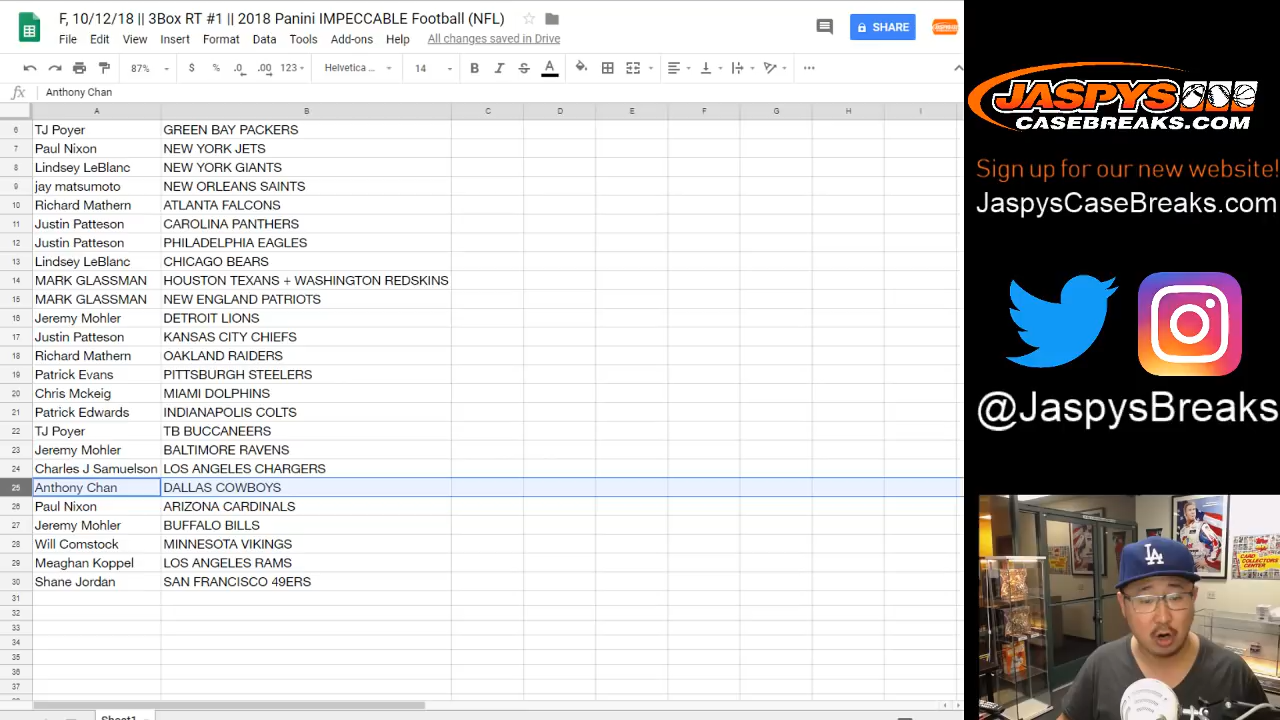 F, 10/12/18 || 3Box RT #1 || 2018 Panini IMPECCABLE Football (NFL)
File Edit View Insert Format Data Tools Add-ons Help All changes saved in Drive
SHARE
87% $ % .0 .00 123 Helvetica ... 14 B I S A
fx Anthony Chan
A B C D E F G H I
6 TJ Poyer GREEN BAY PACKERS
7 Paul Nixon NEW YORK JETS
8 Lindsey LeBlanc NEW YORK GIANTS
9 jay matsumoto NEW ORLEANS SAINTS
10 Richard Mathern ATLANTA FALCONS
11 Justin Patteson CAROLINA PANTHERS
12 Justin Patteson PHILADELPHIA EAGLES
13 Lindsey LeBlanc CHICAGO BEARS
14 MARK GLASSMAN HOUSTON TEXANS + WASHINGTON REDSKINS
15 MARK GLASSMAN NEW ENGLAND PATRIOTS
16 Jeremy Mohler DETROIT LIONS
17 Justin Patteson KANSAS CITY CHIEFS
18 Richard Mathern OAKLAND RAIDERS
19 Patrick Evans PITTSBURGH STEELERS
20 Chris Mckeig MIAMI DOLPHINS
21 Patrick Edwards INDIANAPOLIS COLTS
22 TJ Poyer TB BUCCANEERS
23 Jeremy Mohler BALTIMORE RAVENS
24 Charles J Samuelson LOS ANGELES CHARGERS
25 Anthony Chan DALLAS COWBOYS
26 Paul Nixon ARIZONA CARDINALS
27 Jeremy Mohler BUFFALO BILLS
28 Will Comstock MINNESOTA VIKINGS
29 Meaghan Koppel LOS ANGELES RAMS
30 Shane Jordan SAN FRANCISCO 49ERS
31
32
33
34
35
36
37
Sheet1
JASPYS
CASEBREAKS.COM
Sign up for our new website!
JaspysCaseBreaks.com
@JaspysBreaks
LA
CARD
COLLECTORS
CENTER